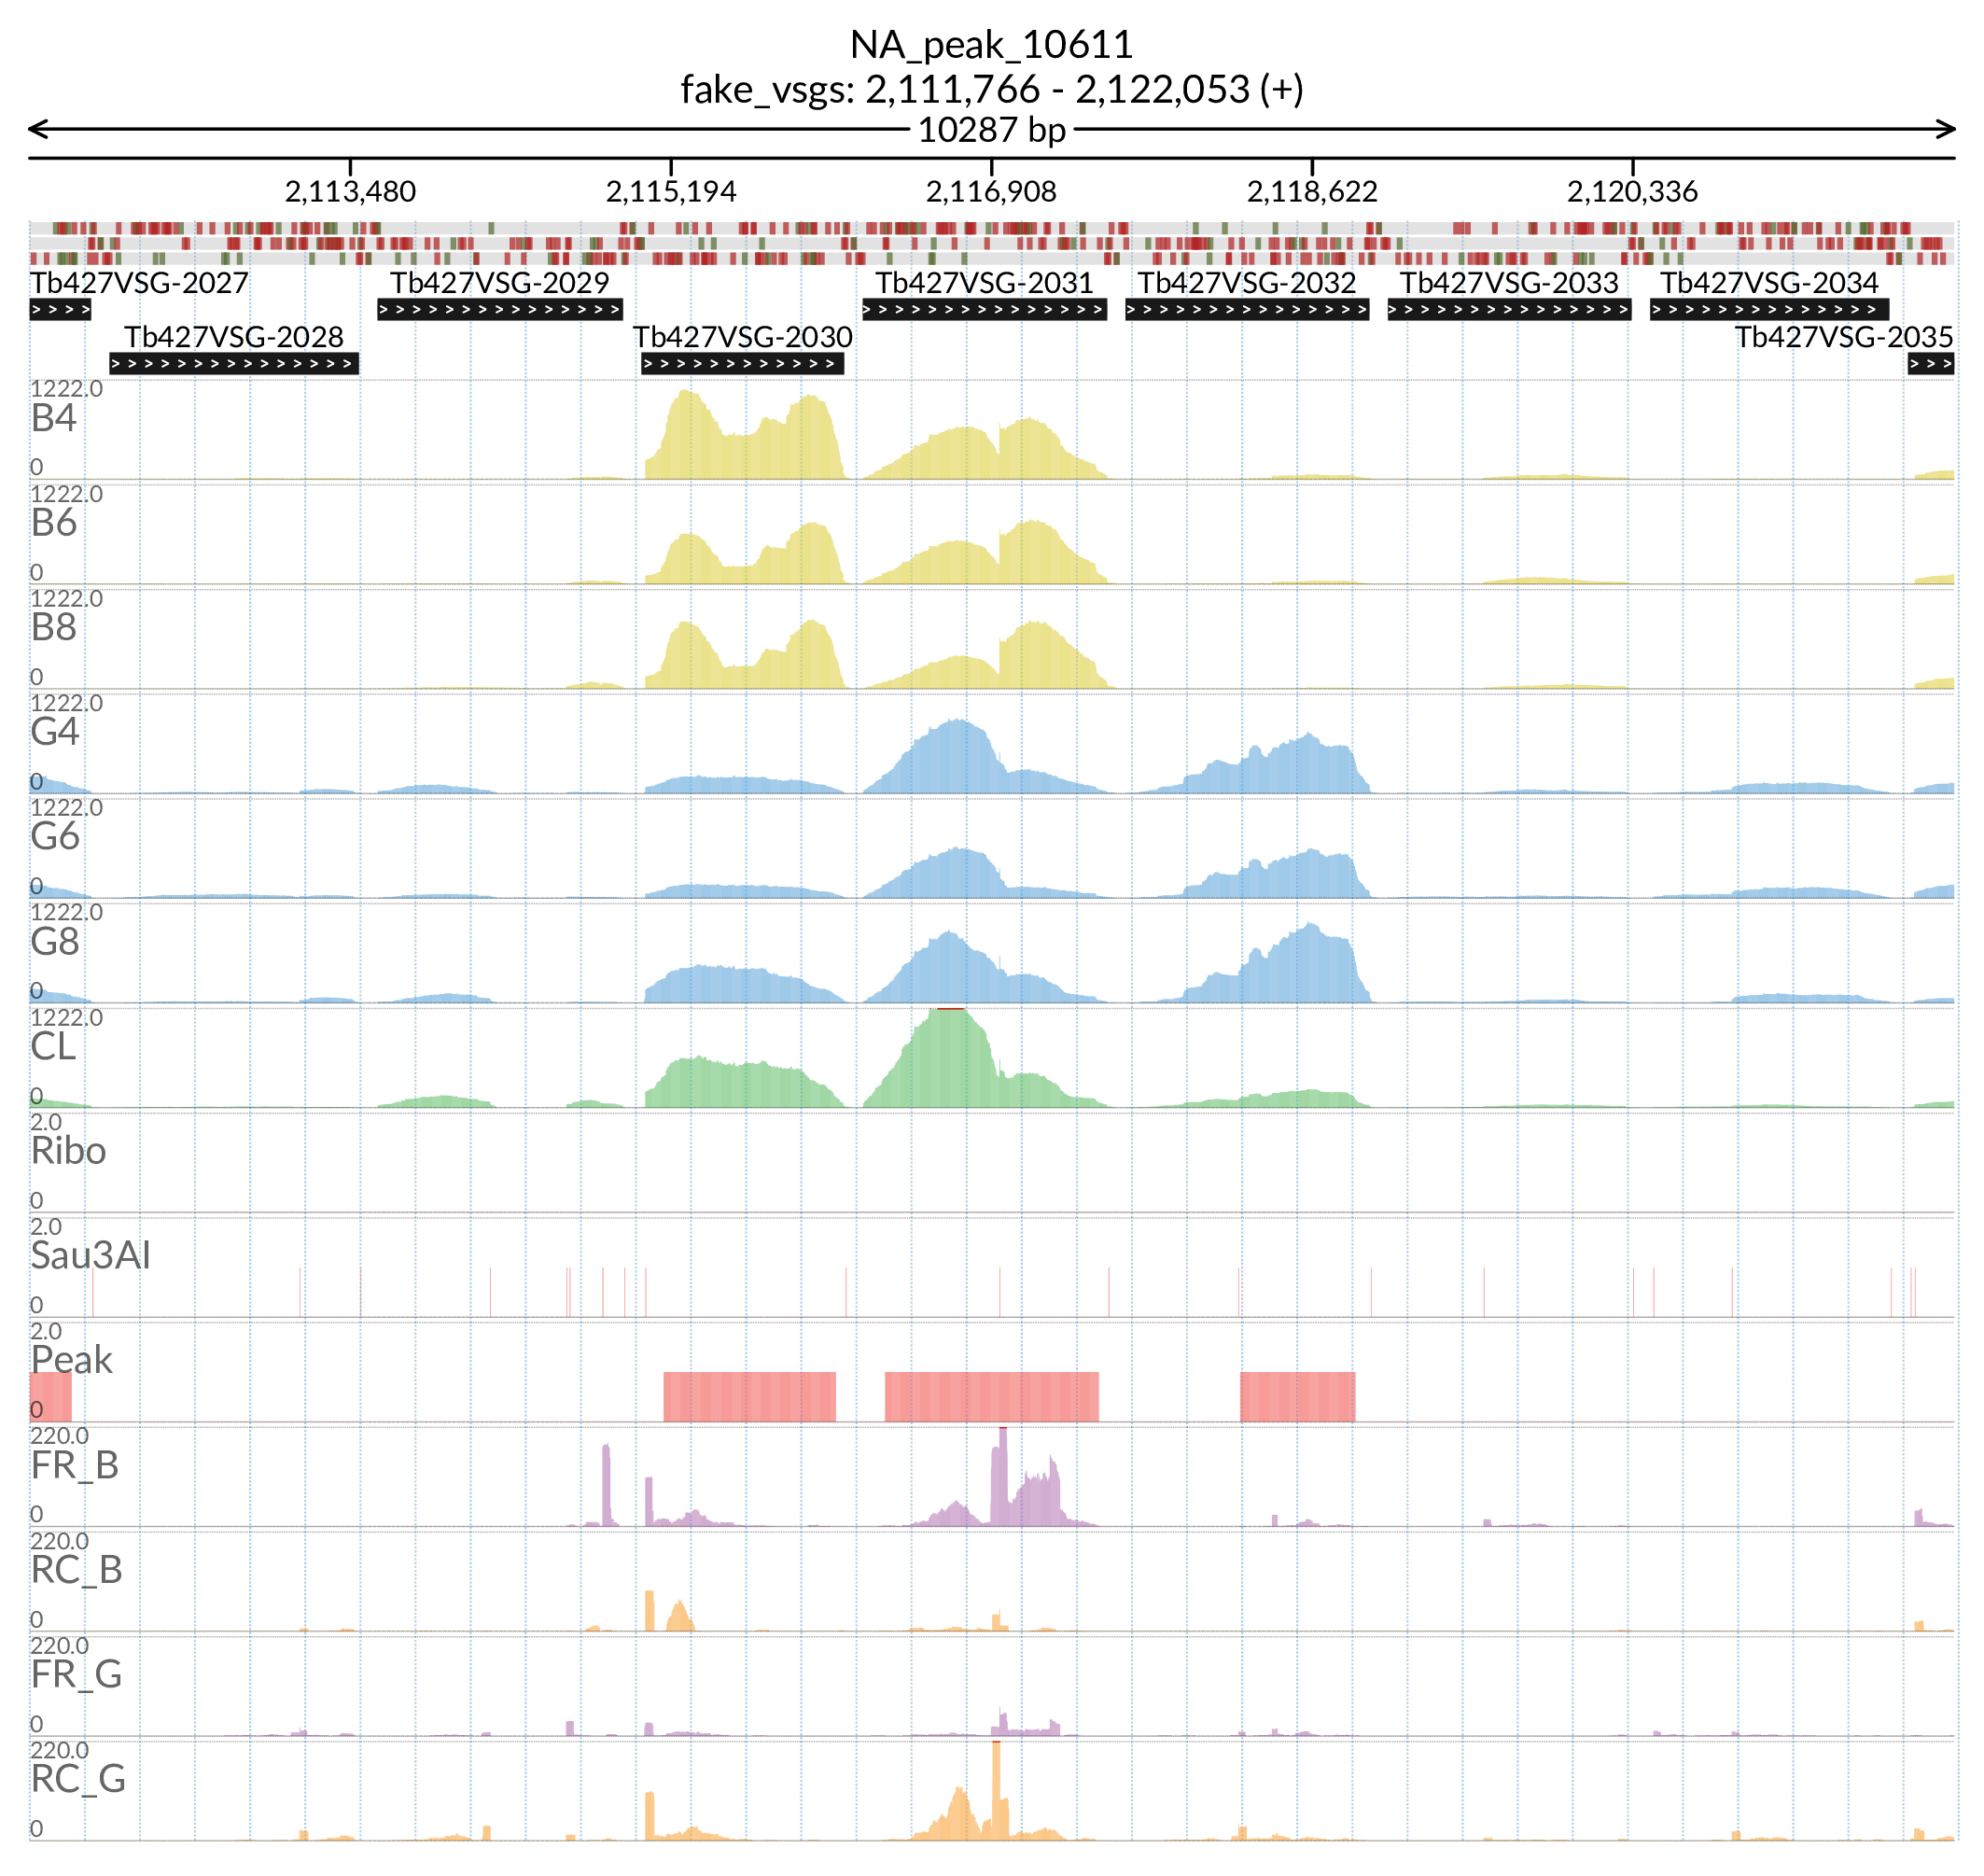 NA_peak_10611
fake_vsgs: 2,111,766 - 2,122,053 (+)
10287 bp
2,113,480 2,115,194 2,116,908 2,118,622 2,120,336
Tb427VSG-2027 Tb427VSG-2029 Tb427VSG-2031 Tb427VSG-2032 Tb427VSG-2033 Tb427VSG-2034
Tb427VSG-2028 Tb427VSG-2030 Tb427VSG-2035
1222.0
B4
0
1222.0
B6
0
1222.0
B8
0
1222.0
G4
0
1222.0
G6
0
1222.0
G8
0
1222.0
CL
0
2.0
Ribo
0
2.0
Sau3AI
0
2.0
Peak
0
220.0
FR_B
0
220.0
RC_B
0
220.0
FR_G
0
220.0
RC_G
0